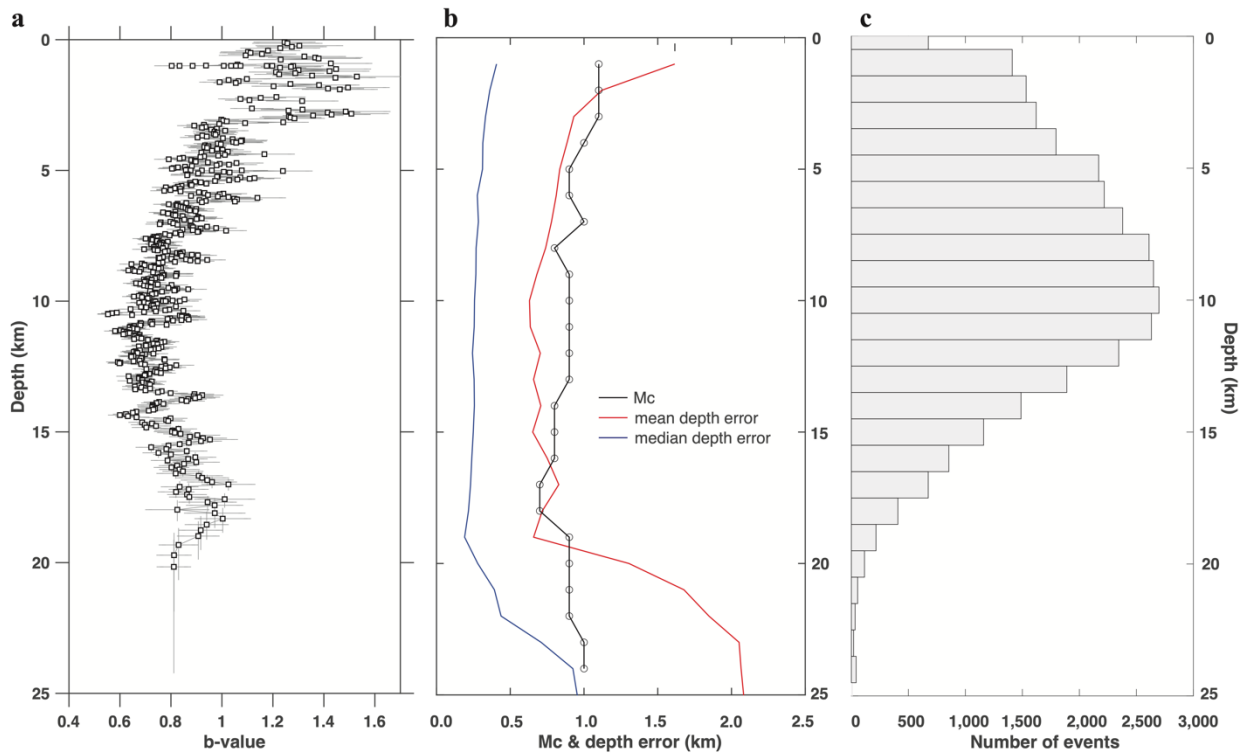 a
b
c
0
5
10
15
20
25
Depth (km)
0.4 0.6 0.8 1.0 1.2 1.4 1.6
b-value
Mc
mean depth error
median depth error
0
5
10
15
20
25
0.0 0.5 1.0 1.5 2.0 2.5
Mc & depth error (km)
0
5
10
15
20
25
Depth
(km)
0 500 1,000 1,500 2,000 2,500 3,000
Number of events